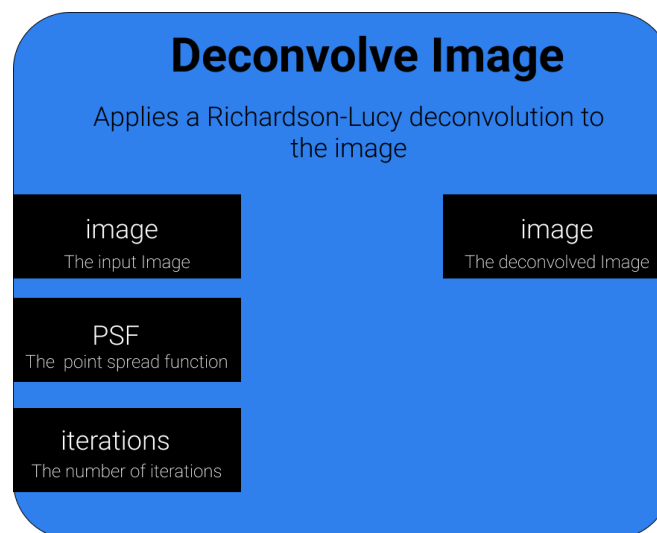 Deconvolve Image
Applies a Richardson-Lucy deconvolution to
the image
image
The input Image
image
The deconvolved Image
PSF
The point spread function
iterations
The number of iterations